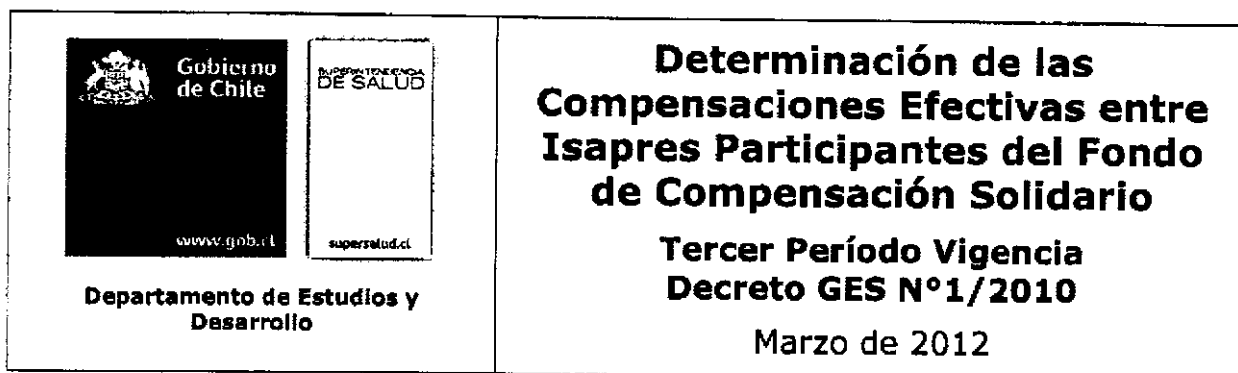 Gobierno
de Chile
www.gob.cl
SUPERINTENDENCIA
DE SALUD
supersalud.cl
Departamento de Estudios y
Desarrollo
Determinación de las
Compensaciones Efectivas entre
Isapres Participantes del Fondo
de Compensación Solidario
Tercer Período Vigencia
Decreto GES N°1/2010
Marzo de 2012